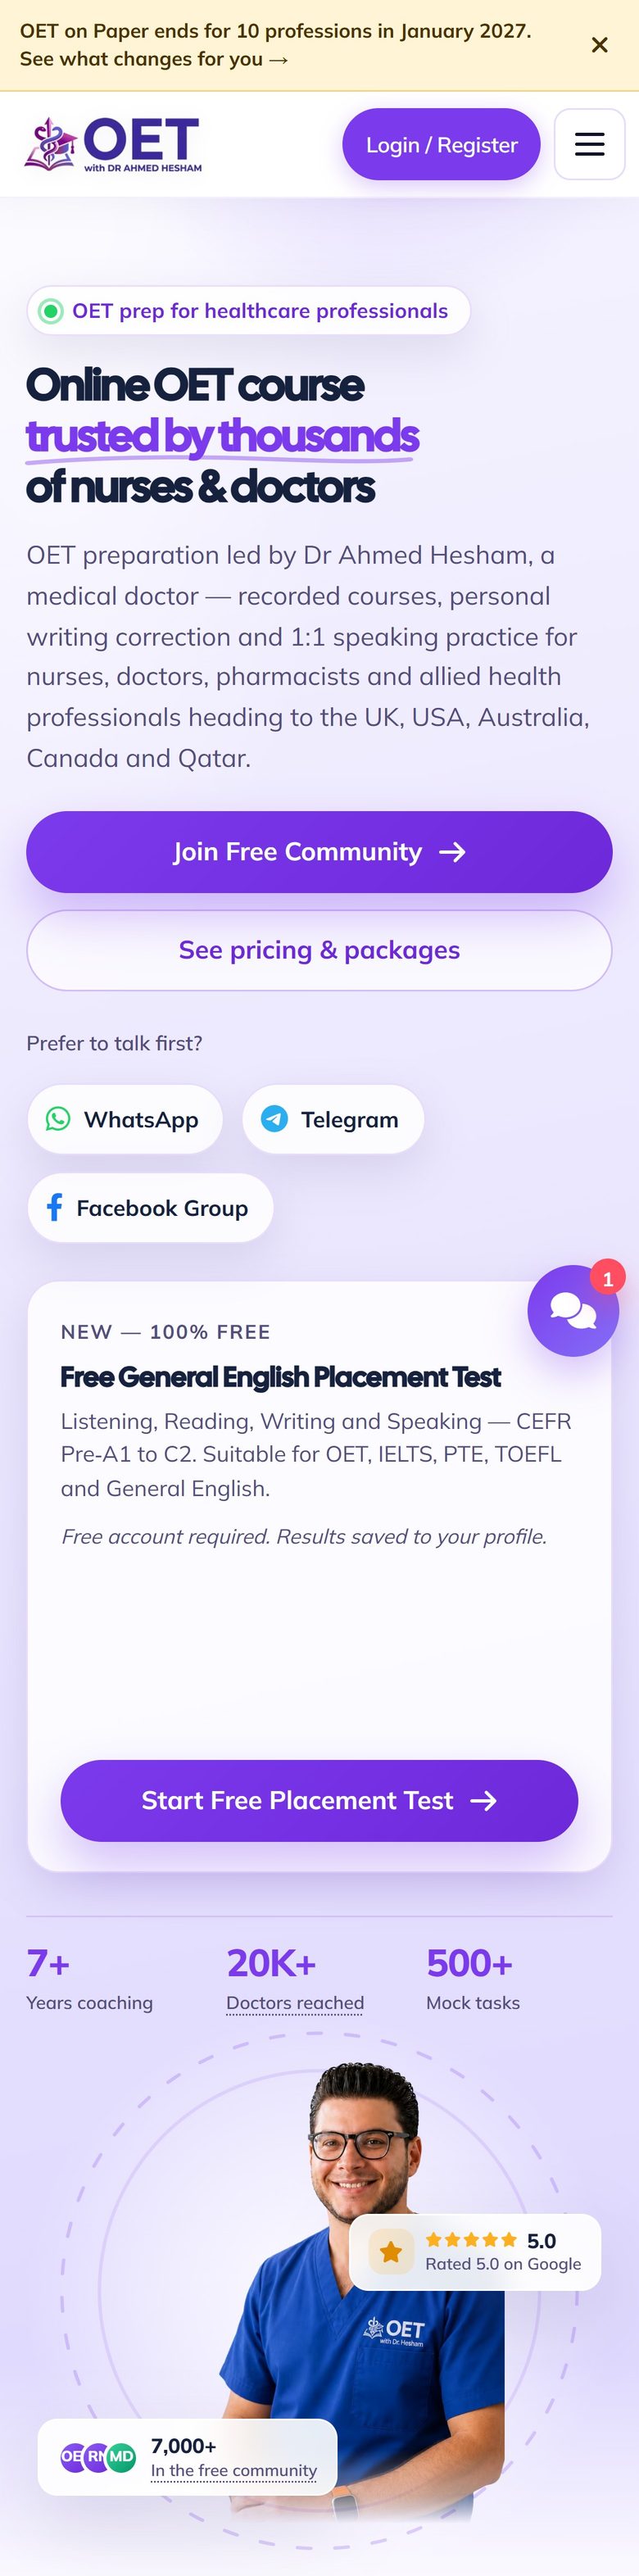 OET on Paper ends for 10 professions in January 2027.
See what changes for you →
OET
with DR AHMED HESHAM
Login / Register
OET prep for healthcare professionals
Online OET course
trusted by thousands
of nurses & doctors
OET preparation led by Dr Ahmed Hesham, a
medical doctor — recorded courses, personal
writing correction and 1:1 speaking practice for
nurses, doctors, pharmacists and allied health
professionals heading to the UK, USA, Australia,
Canada and Qatar.
Join Free Community →
See pricing & packages
Prefer to talk first?
WhatsApp
Telegram
Facebook Group
1
NEW — 100% FREE
Free General English Placement Test
Listening, Reading, Writing and Speaking — CEFR
Pre-A1 to C2. Suitable for OET, IELTS, PTE, TOEFL
and General English.
Free account required. Results saved to your profile.
Start Free Placement Test →
7+
Years coaching
20K+
Doctors reached
500+
Mock tasks
5.0
Rated 5.0 on Google
OET
with Dr. Hesham
OE RN MD
7,000+
In the free community